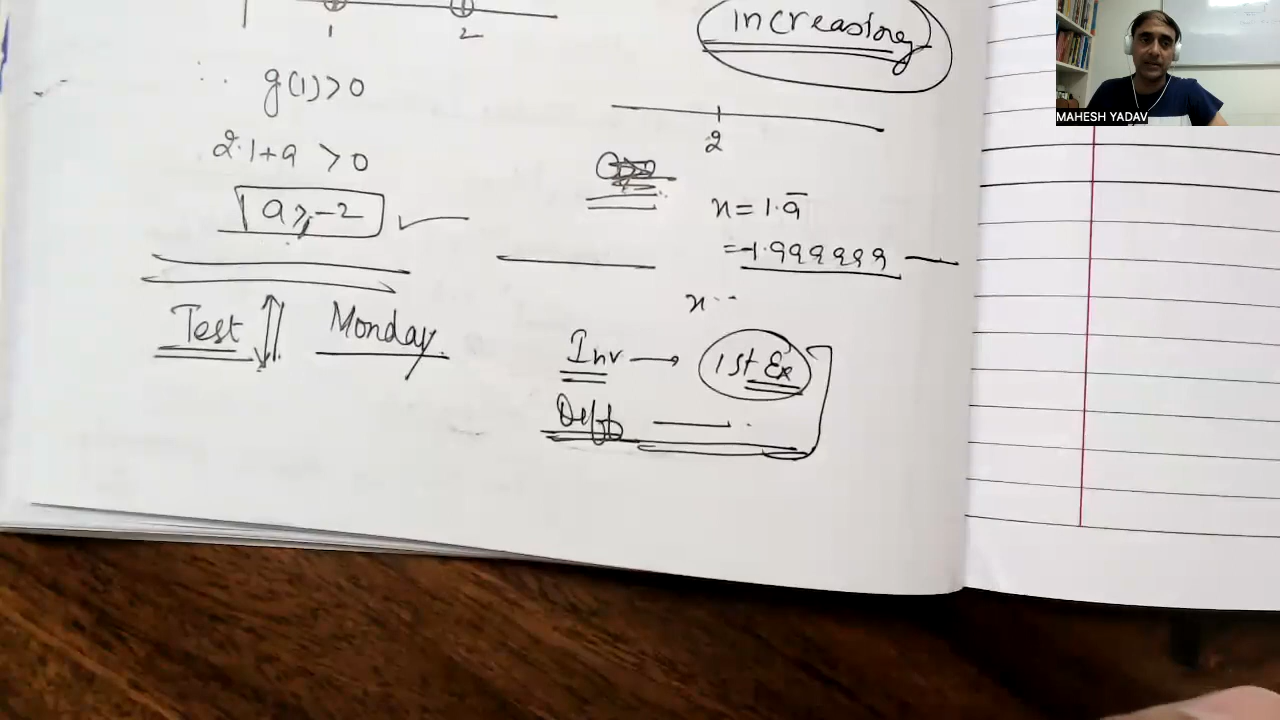 1 2
∴ g(1) > 0
2·1+a > 0
a ≥ -2
Test Monday
increasing
2
x = 1.9̅
= 1.999999
x
Inv → 1st Ex
Diff
MAHESH YADAV